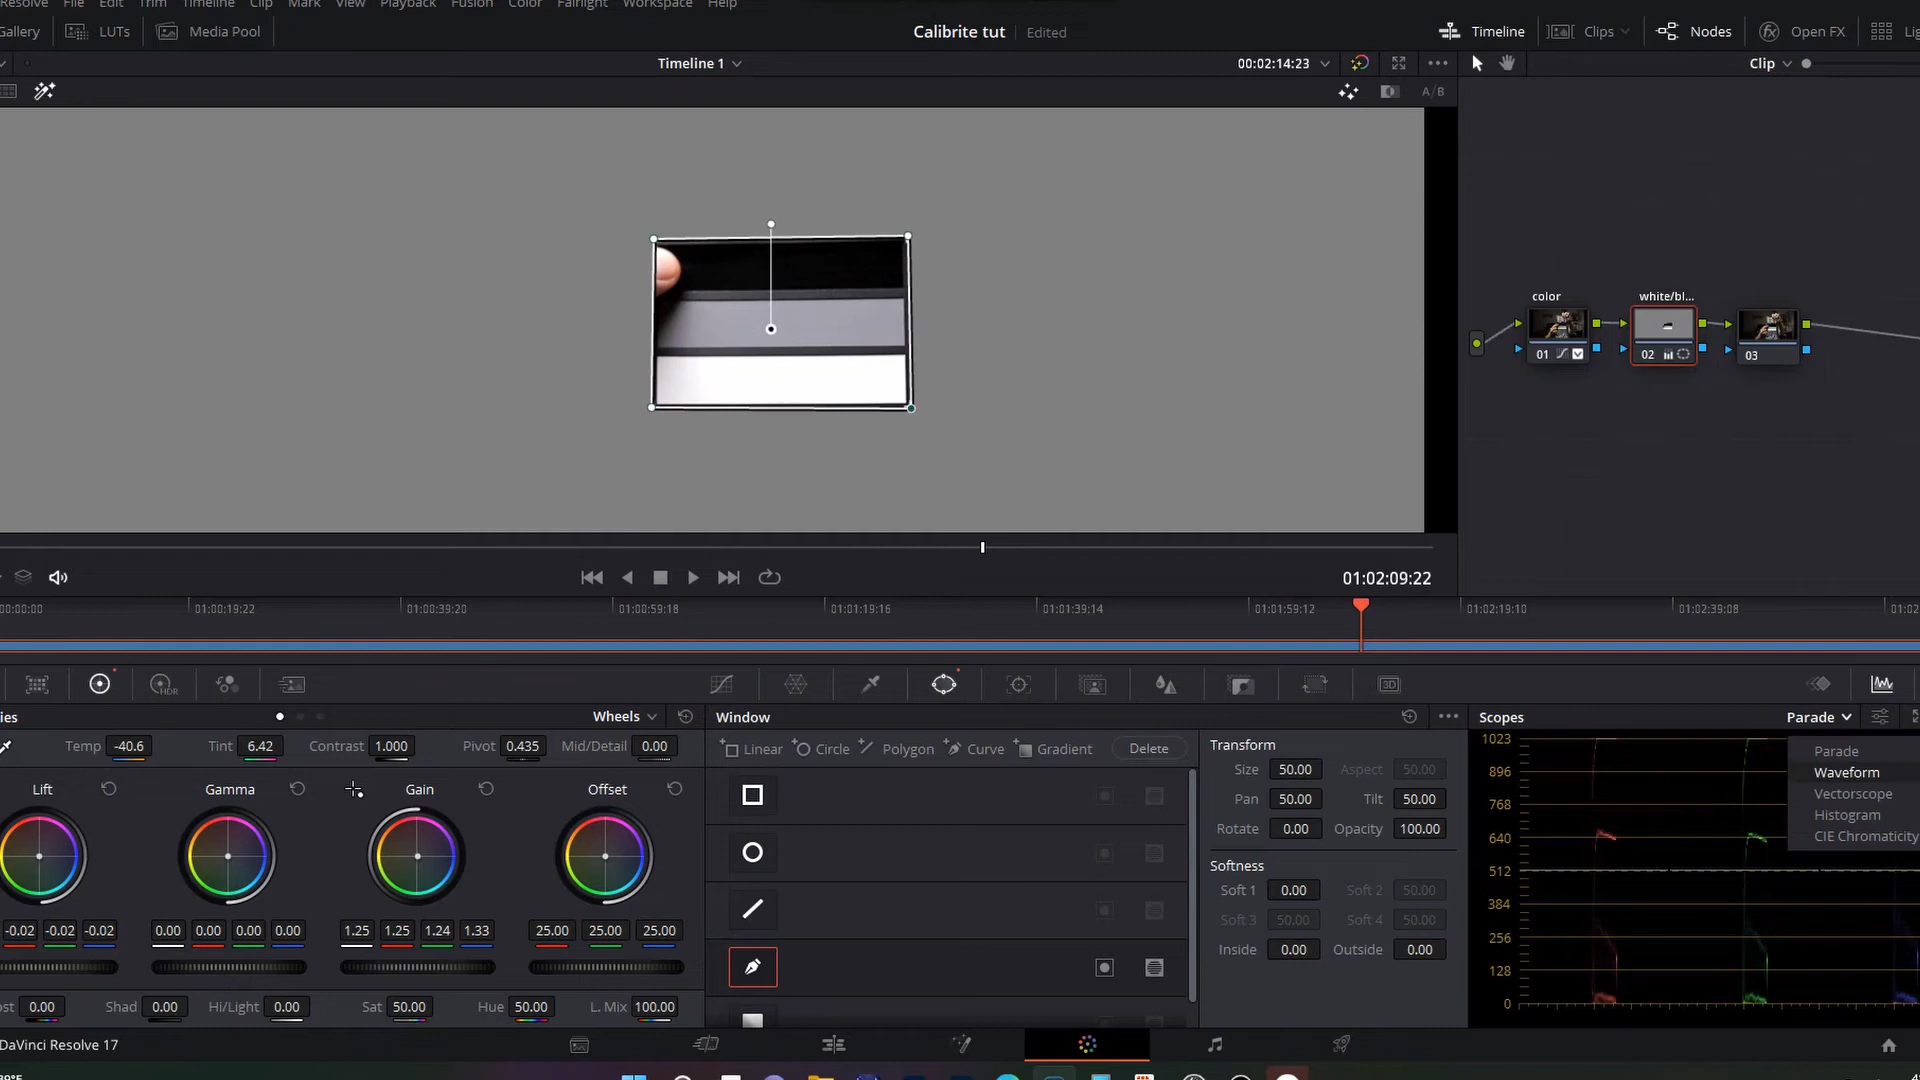 Resolve File Edit Trim Timeline Clip Mark View Playback Fusion Color Fairlight Workspace Help
Gallery LUTs Media Pool Calibrite tut Edited Timeline Clips Nodes Open FX
Timeline 1 00:02:14:23 Clip
A/B
color white/bl...
01 02 03
01:02:09:22
00:00:00 01:00:19:22 01:00:39:20 01:00:59:18 01:01:19:16 01:01:39:14 01:01:59:12 01:02:19:10 01:02:39:08 01:02
HDR 3D
ies Wheels Window Scopes Parade
Temp -40.6 Tint 6.42 Contrast 1.000 Pivot 0.435 Mid/Detail 0.00
Linear Circle Polygon Curve Gradient Delete
Lift Gamma Gain Offset
-0.02 -0.02 -0.02 0.00 0.00 0.00 0.00 1.25 1.25 1.24 1.33 25.00 25.00 25.00
ost 0.00 Shad 0.00 Hi/Light 0.00 Sat 50.00 Hue 50.00 L. Mix 100.00
Transform
Size 50.00 Aspect 50.00
Pan 50.00 Tilt 50.00
Rotate 0.00 Opacity 100.00
Softness
Soft 1 0.00 Soft 2 50.00
Soft 3 50.00 Soft 4 50.00
Inside 0.00 Outside 0.00
1023
896
768
640
512
384
256
128
0
Parade
Waveform
Vectorscope
Histogram
CIE Chromaticity
DaVinci Resolve 17